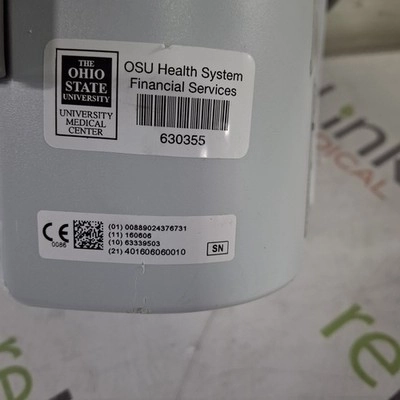 THE
OHIO
STATE
UNIVERSITY
UNIVERSITY
MEDICAL
CENTER
OSU Health System
Financial Services
630355
CE
0086
(01) 00889024376731
(11) 160606
(10) 63339503
(21) 401606060010
SN